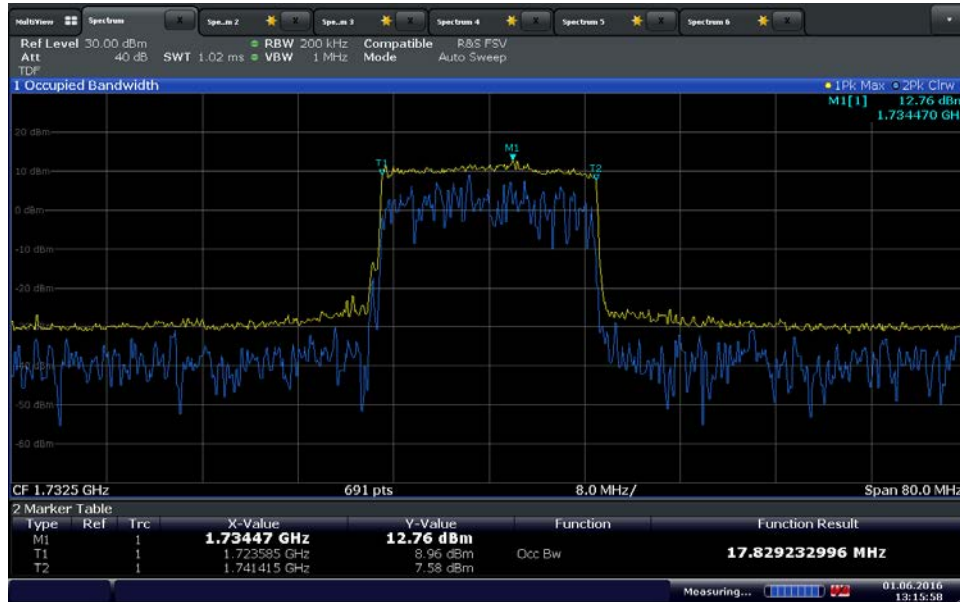 MultiView Spectrum X Spe...m 2 X Spe...m 3 X Spectrum 4 X Spectrum 5 X Spectrum 6 X
Ref Level 30.00 dBm RBW 200 kHz Compatible R&S FSV
Att 40 dB SWT 1.02 ms VBW 1 MHz Mode Auto Sweep
TDF
1 Occupied Bandwidth 1Pk Max 2Pk Clrw
M1[1] 12.76 dBm
1.734470 GH
20 dBm
M1
T1
T2
10 dBm
0 dBm
-10 dBm
-20 dBm
-40 dBm
-50 dBm
-60 dBm
CF 1.7325 GHz 691 pts 8.0 MHz/ Span 80.0 MHz
2 Marker Table
Type Ref Trc X-Value Y-Value Function Function Result
M1 1 1.73447 GHz 12.76 dBm
T1 1 1.723585 GHz 8.96 dBm Occ Bw 17.829232996 MHz
T2 1 1.741415 GHz 7.58 dBm
Measuring... 01.06.2016
13:15:58